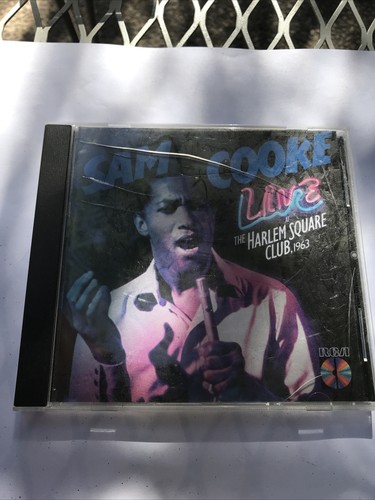 SAM COOKE
LIVE
AT
THE HARLEM SQUARE
CLUB, 1963
RCA